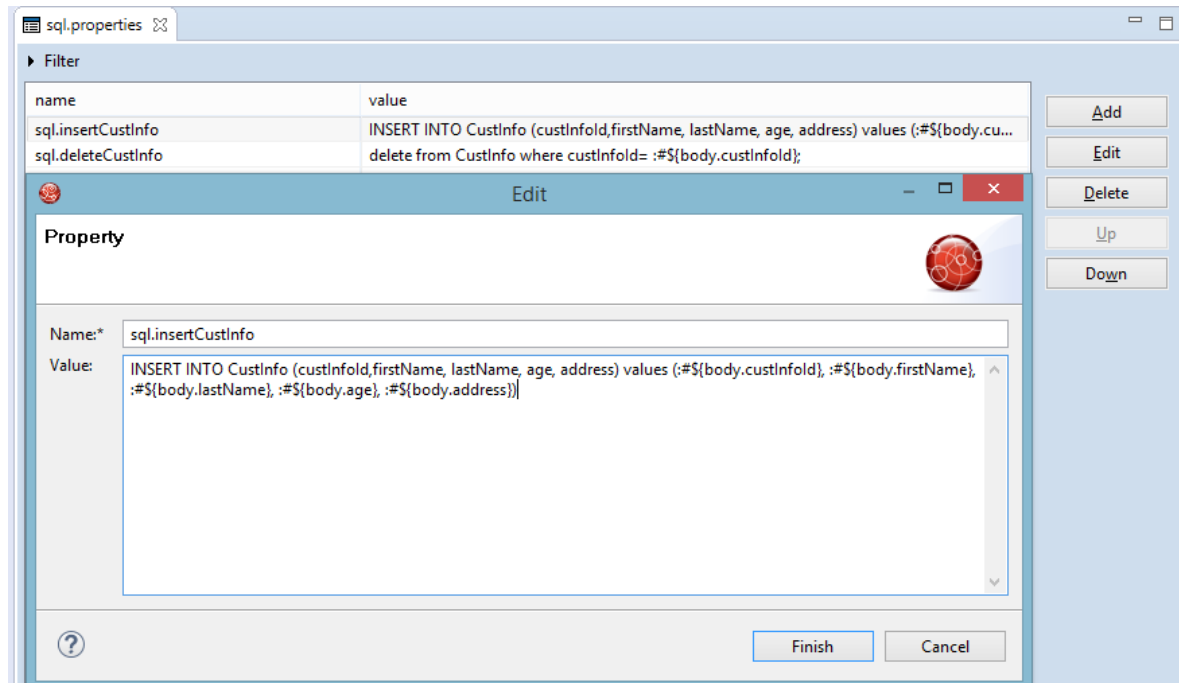 sql.properties
Filter
name value
sql.insertCustInfo INSERT INTO CustInfo (custInfoId,firstName, lastName, age, address) values (:#${body.cu...
sql.deleteCustInfo delete from CustInfo where custInfoId= :#${body.custInfoId};
Add
Edit
Delete
Up
Down
Edit
Property
Name:* sql.insertCustInfo
Value: INSERT INTO CustInfo (custInfoId,firstName, lastName, age, address) values (:#${body.custInfoId}, :#${body.firstName},
:#${body.lastName}, :#${body.age}, :#${body.address})
Finish
Cancel